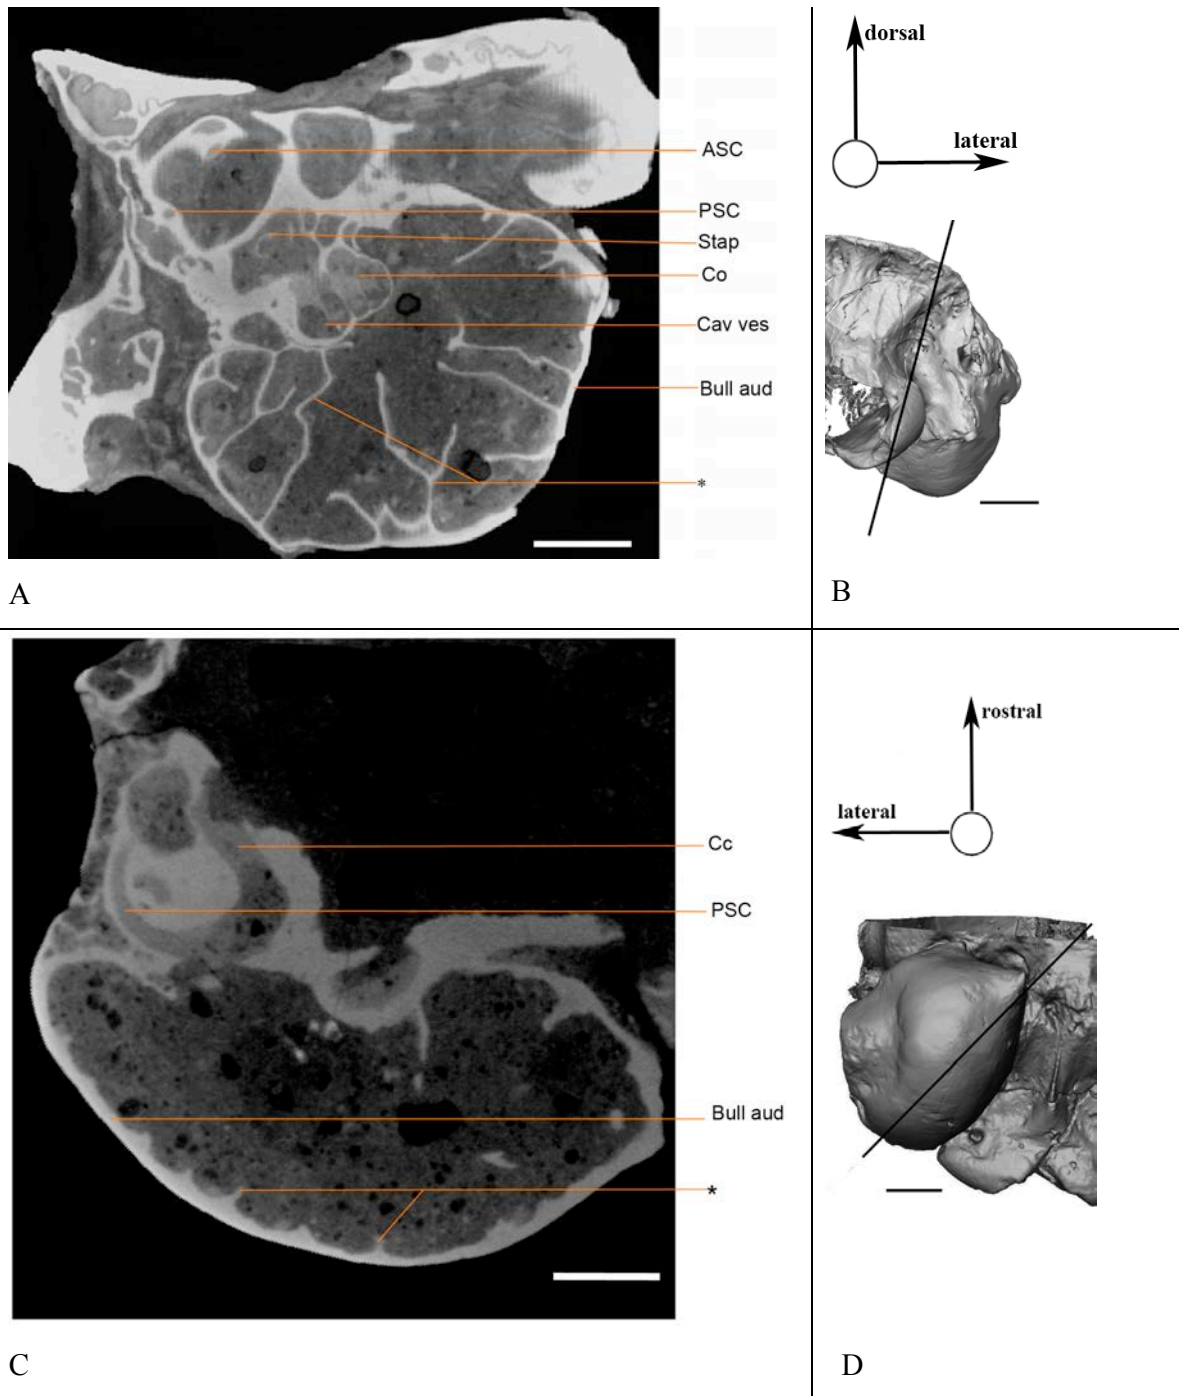 ASC
PSC
Stap
Co
Cav ves
Bull aud
*
A
dorsal
lateral
B
Cc
PSC
Bull aud
*
C
rostral
lateral
D